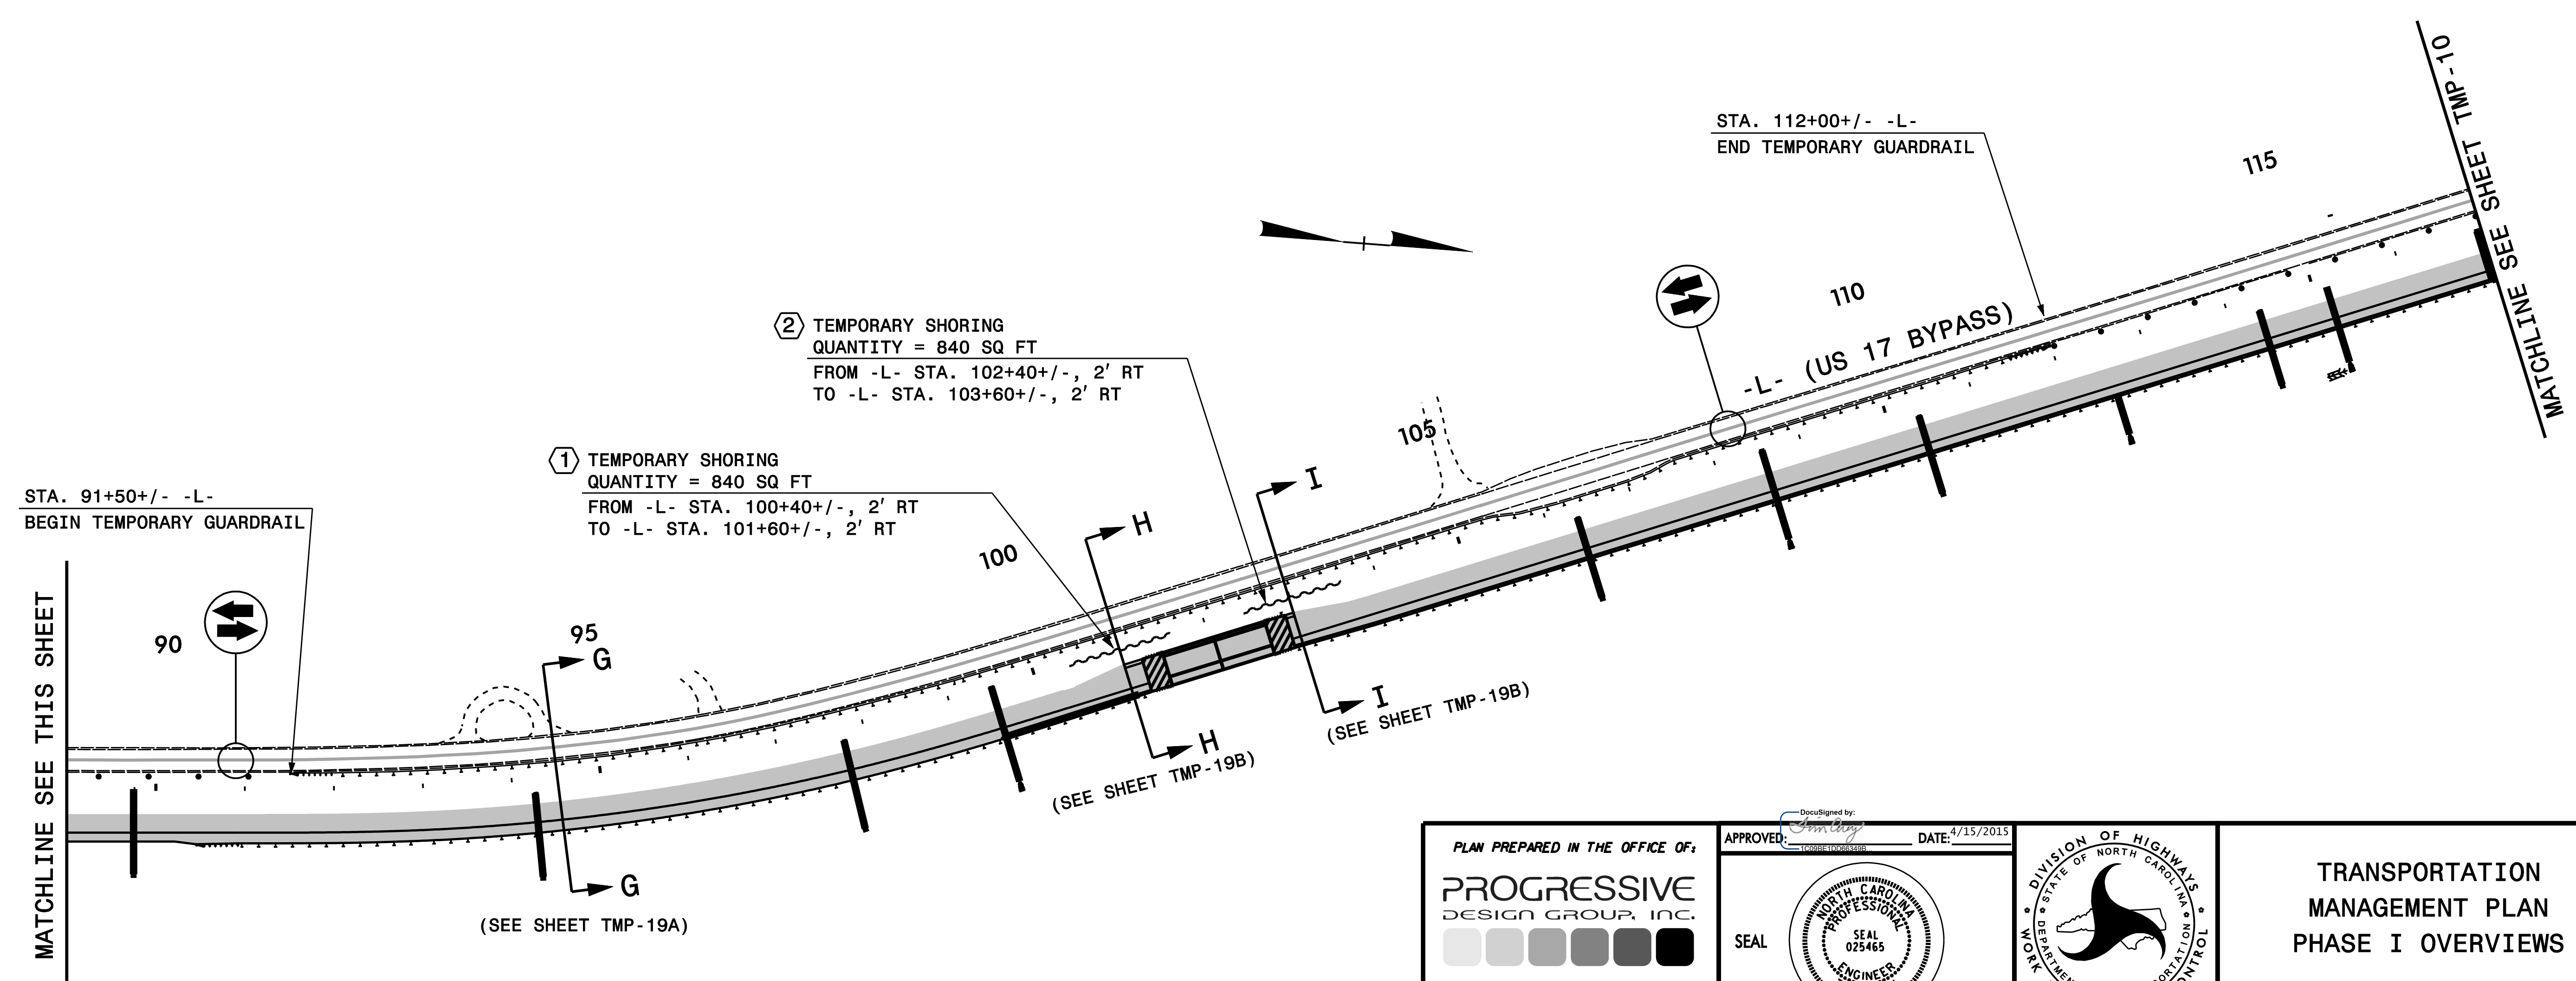 MATCHLINE SEE SHEET TMP-10
STA. 112+00+/- -L-
END TEMPORARY GUARDRAIL
115
110
-L- (US 17 BYPASS)
2
TEMPORARY SHORING
QUANTITY = 840 SQ FT
FROM -L- STA. 102+40+/-, 2' RT
TO -L- STA. 103+60+/-, 2' RT
105
1
TEMPORARY SHORING
QUANTITY = 840 SQ FT
FROM -L- STA. 100+40+/-, 2' RT
TO -L- STA. 101+60+/-, 2' RT
100
I
H
STA. 91+50+/- -L-
BEGIN TEMPORARY GUARDRAIL
90
95
G
I
(SEE SHEET TMP-19B)
H
(SEE SHEET TMP-19B)
G
(SEE SHEET TMP-19A)
MATCHLINE SEE THIS SHEET
MATCHLINE SEE SHEET
PLAN PREPARED IN THE OFFICE OF:
PROGRESSIVE
DESIGN GROUP, INC.
DocuSigned by:
APPROVED:
DATE: 4/15/2015
1C09BE1DD66349B...
SEAL
NORTH CAROLINA
PROFESSIONAL
SEAL
025465
ENGINEER
DIVISION OF HIGHWAYS
STATE OF NORTH CAROLINA
WORK
TRANSPORTATION
MANAGEMENT PLAN
PHASE I OVERVIEWS